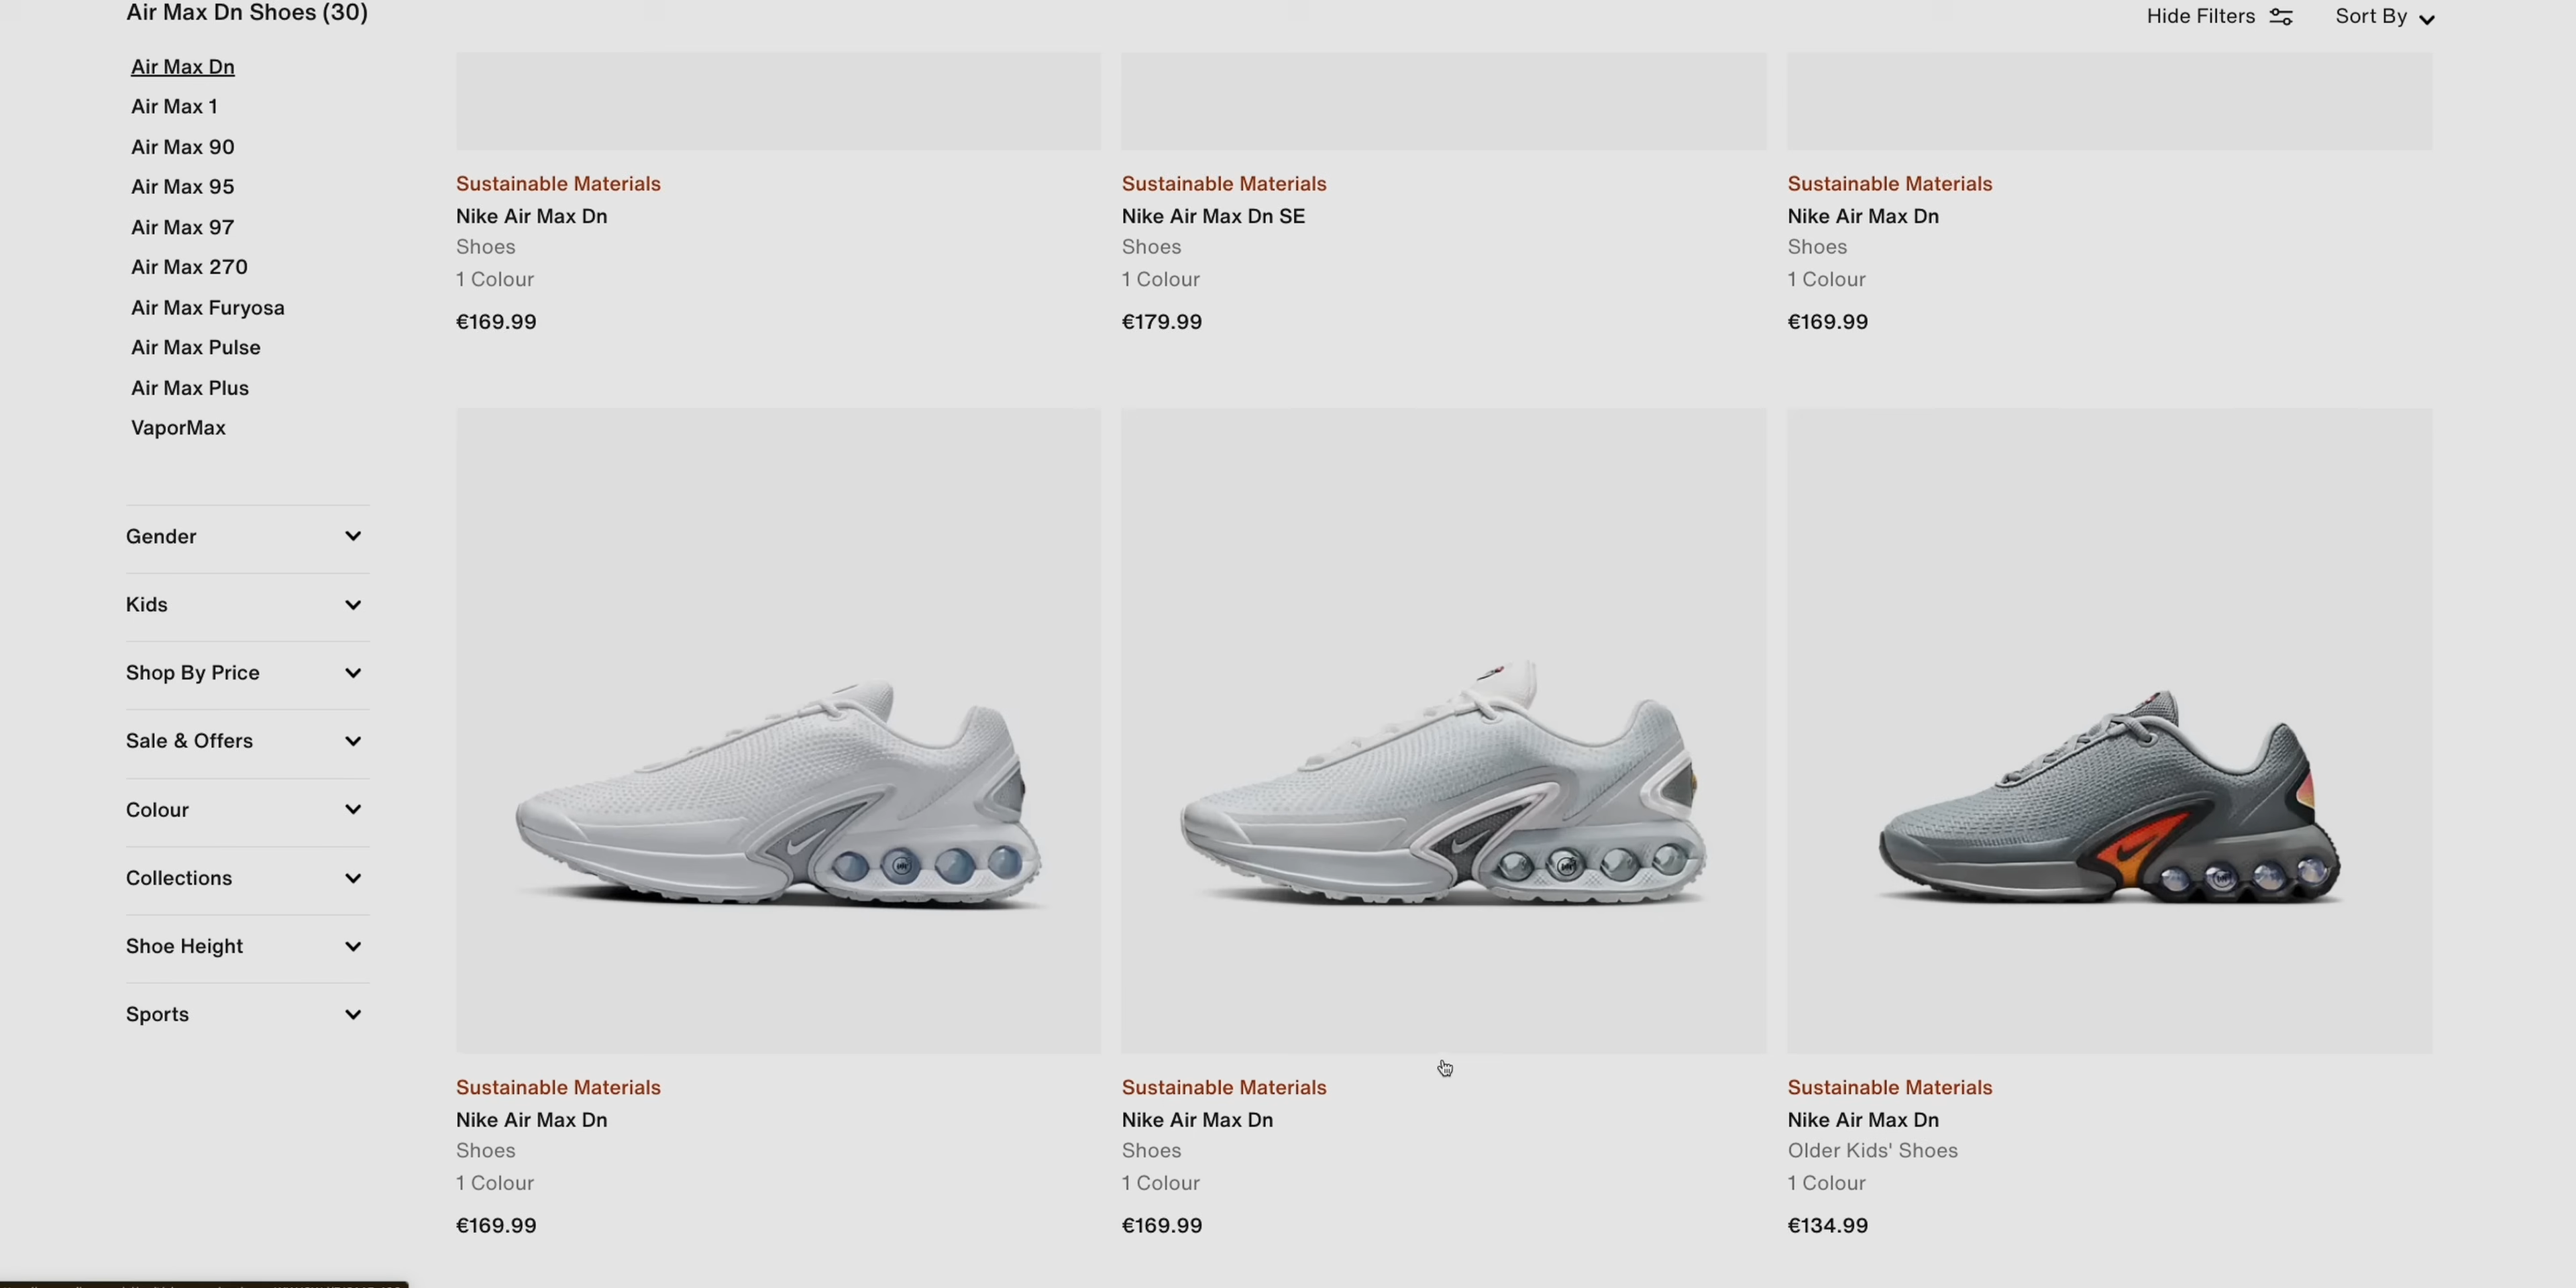 Air Max Dn Shoes (30)
Hide Filters
Sort By
Air Max Dn
Air Max 1
Air Max 90
Air Max 95
Air Max 97
Air Max 270
Air Max Furyosa
Air Max Pulse
Air Max Plus
VaporMax
Gender
Kids
Shop By Price
Sale & Offers
Colour
Collections
Shoe Height
Sports
Sustainable Materials
Nike Air Max Dn
Shoes
1 Colour
€169.99
Sustainable Materials
Nike Air Max Dn SE
Shoes
1 Colour
€179.99
Sustainable Materials
Nike Air Max Dn
Shoes
1 Colour
€169.99
Sustainable Materials
Nike Air Max Dn
Shoes
1 Colour
€169.99
Sustainable Materials
Nike Air Max Dn
Shoes
1 Colour
€169.99
Sustainable Materials
Nike Air Max Dn
Older Kids' Shoes
1 Colour
€134.99